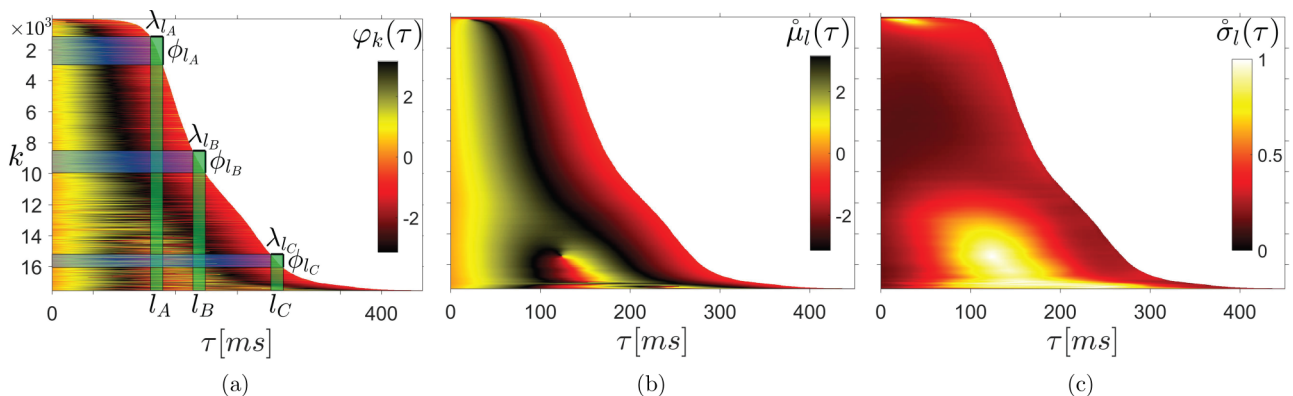 ×10³
2
4
6
8
k
10
12
14
16
λ_{l_A}
ϕ_{l_A}
λ_{l_B}
ϕ_{l_B}
λ_{l_C}
ϕ_{l_C}
φ_k(τ)
2
0
-2
0
l_A
l_B
l_C
400
τ[ms]
(a)
μ̊_l(τ)
2
0
-2
0
100
200
300
400
τ[ms]
(b)
σ̊_l(τ)
1
0.5
0
0
100
200
300
400
τ[ms]
(c)